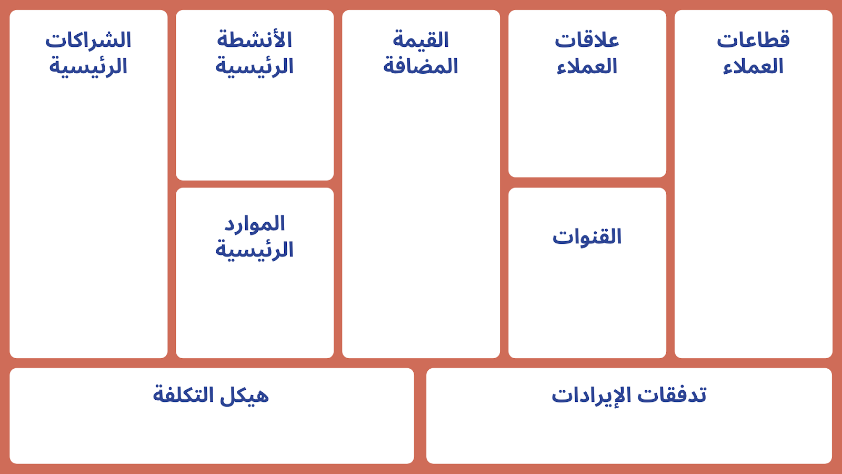 قطاعات
العملاء
علاقات
العملاء
القنوات
القيمة
المضافة
الأنشطة
الرئيسية
الموارد
الرئيسية
الشراكات
الرئيسية
تدفقات الإيرادات
هيكل التكلفة